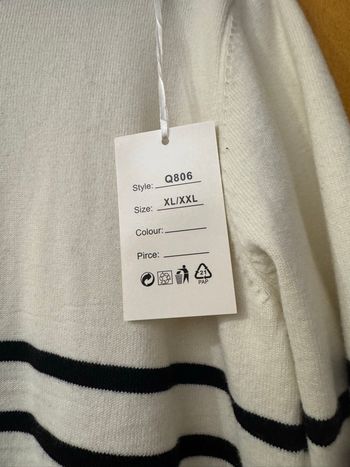 Style: Q806
Size: XL/XXL
Colour:
Pirce:
21
PAP